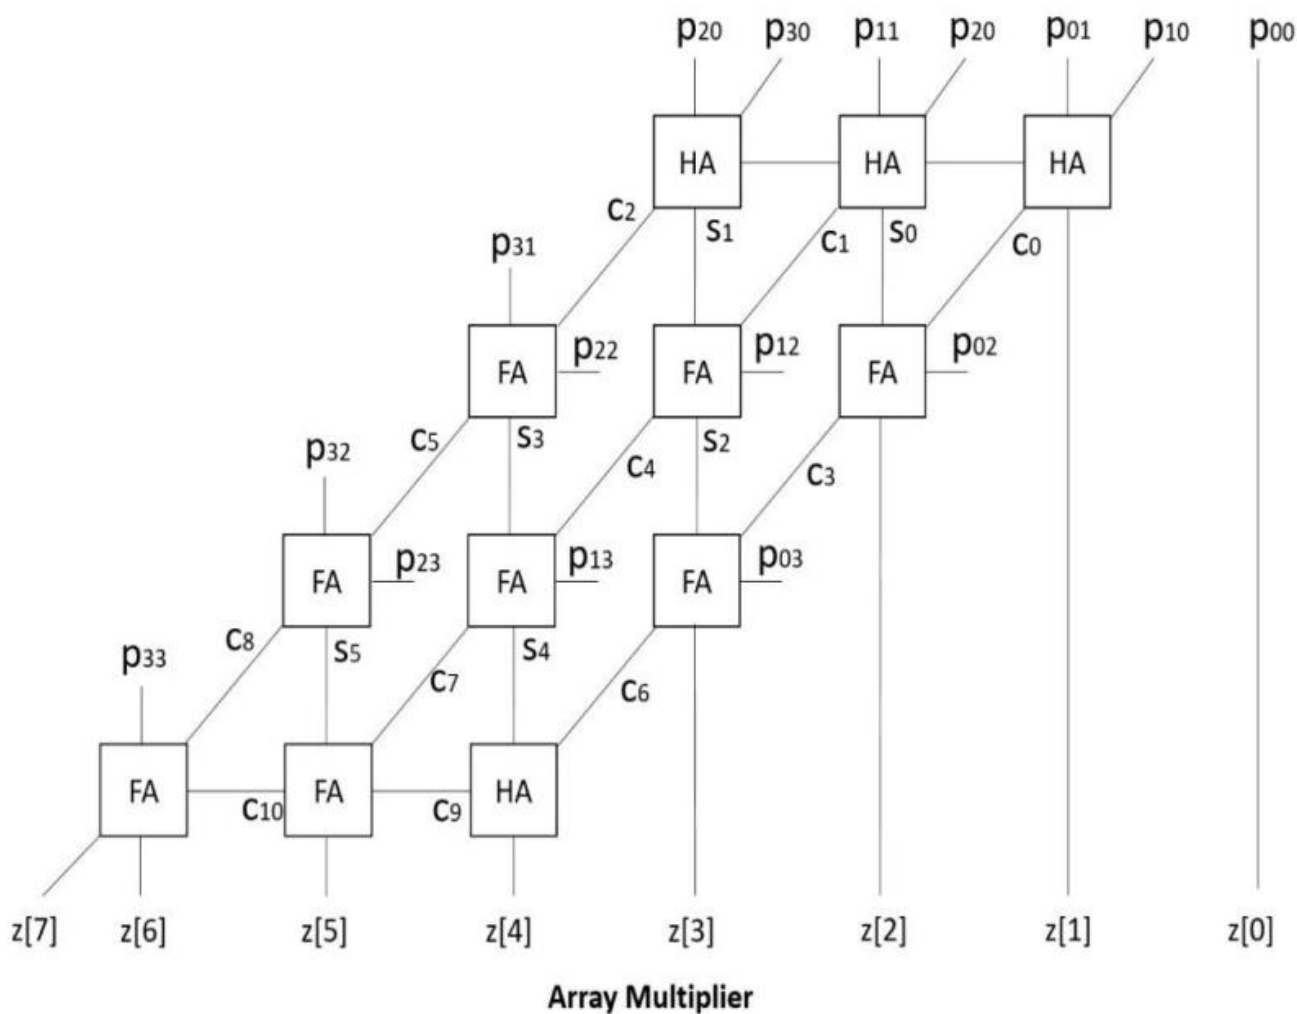 p20 p30 p11 p20 p01 p10 p00
HA HA HA
c2 s1 c1 s0 c0
p31
FA p22 FA p12 FA p02
c5 s3 c4 s2 c3
p32
FA p23 FA p13 FA p03
c8 s5 c7 s4 c6
p33
FA c10 FA c9 HA
z[7] z[6] z[5] z[4] z[3] z[2] z[1] z[0]
Array Multiplier